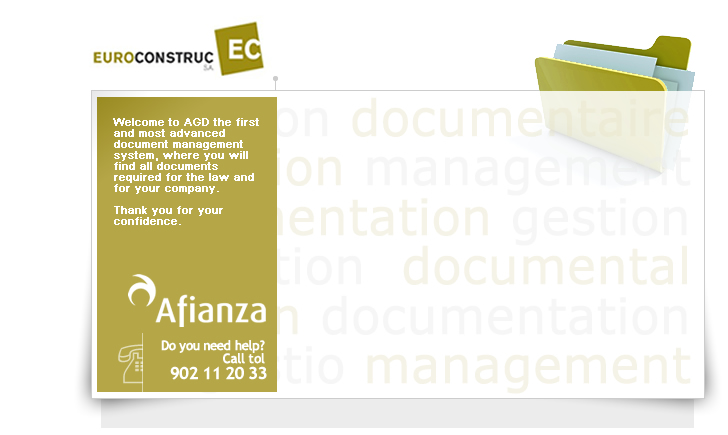 EUROCONSTRUC EC
S.A.
Welcome to AGD the first
and most advanced
document management
system, where you will
find all documents
required for the law and
for your company.
Thank you for your
confidence.
Afianza
Do you need help?
Call tol
902 11 20 33
on documentaire
ion management
mentation gestion
tion documental
n documentation
tio management